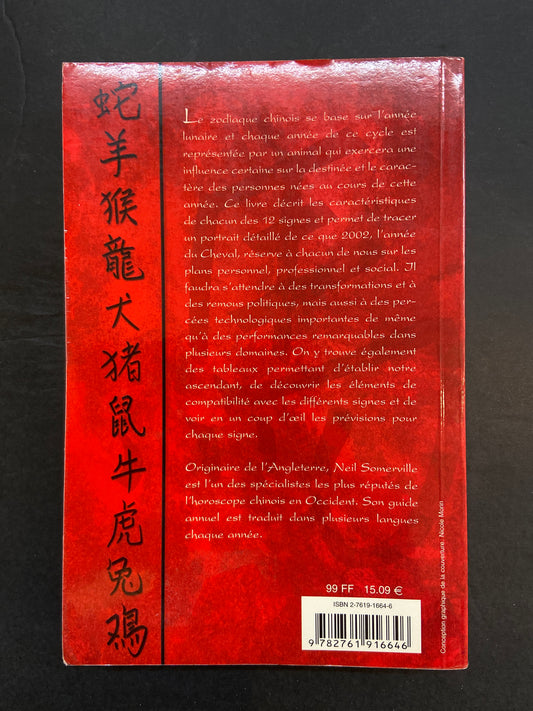 蛇
羊
猴
龍
犬
猪
鼠
牛
虎
兔
鴉
Le zodiaque chinois se base sur l'année
lunaire et chaque année de ce cycle est
représentée par un animal qui exercera une
influence certaine sur la destinée et le carac-
tère des personnes nées au cours de cette
année. Ce livre décrit les caractéristiques
de chacun des 12 signes et permet de tracer
un portrait détaillé de ce que 2002, l'année
du Cheval, réserve à chacun de nous sur les
plans personnel, professionnel et social. Il
faudra s'attendre à des transformations et à
des remous politiques, mais aussi à des per-
cées technologiques importantes de même
qu'à des performances remarquables dans
plusieurs domaines. On y trouve également
des tableaux permettant d'établir notre
ascendant, de découvrir les éléments de
compatibilité avec les différents signes et de
voir en un coup d'œil les prévisions pour
chaque signe.
Originaire de l'Angleterre, Neil Somerville
est l'un des spécialistes les plus réputés de
l'horoscope chinois en Occident. Son guide
annuel est traduit dans plusieurs langues
chaque année.
99 FF 15.09 €
ISBN 2-7619-1664-6
9 782761 916646
Conception graphique de la couverture: Nicole Morin